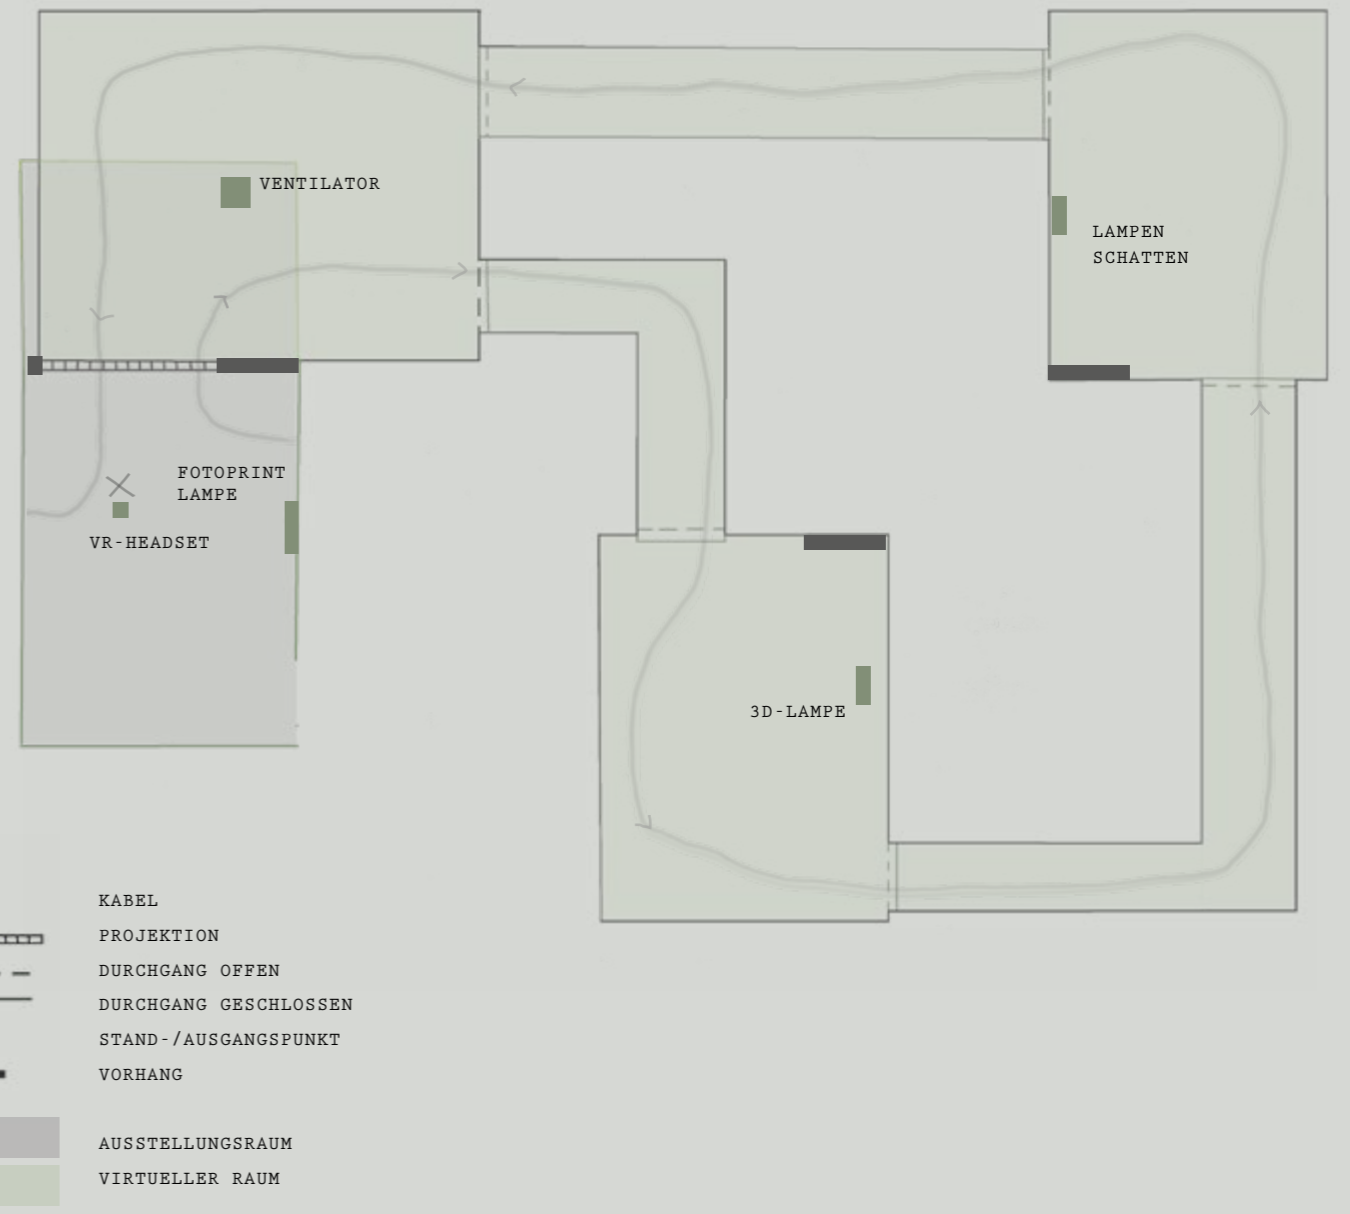 VENTILATOR
LAMPEN
SCHATTEN
FOTOPRINT
LAMPE
VR-HEADSET
3D-LAMPE
KABEL
PROJEKTION
DURCHGANG OFFEN
DURCHGANG GESCHLOSSEN
STAND-/AUSGANGSPUNKT
VORHANG
AUSSTELLUNGSRAUM
VIRTUELLER RAUM